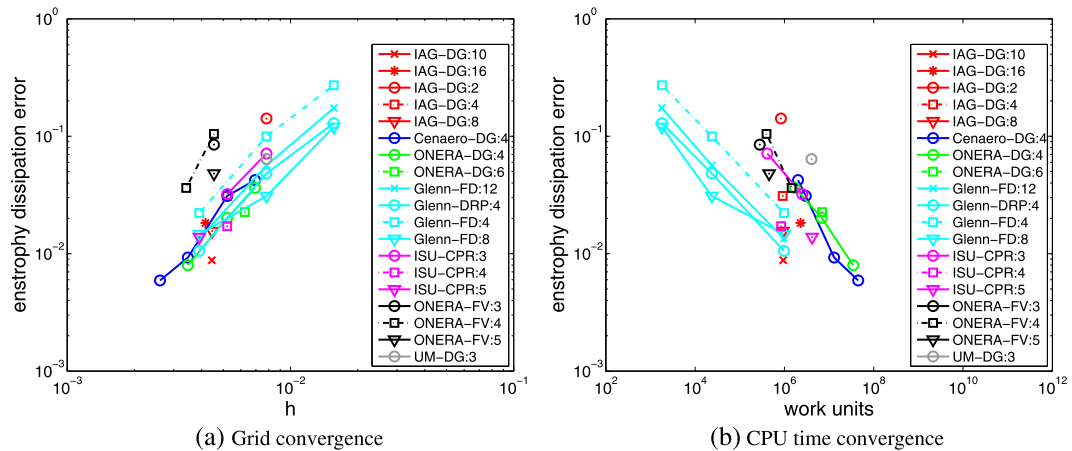 10^0
10^-1
10^-2
10^-3
10^-3
10^-2
10^-1
enstrophy dissipation error
h
IAG-DG:10
IAG-DG:16
IAG-DG:2
IAG-DG:4
IAG-DG:8
Cenaero-DG:4
ONERA-DG:4
ONERA-DG:6
Glenn-FD:12
Glenn-DRP:4
Glenn-FD:4
Glenn-FD:8
ISU-CPR:3
ISU-CPR:4
ISU-CPR:5
ONERA-FV:3
ONERA-FV:4
ONERA-FV:5
UM-DG:3
(a) Grid convergence
10^0
10^-1
10^-2
10^-3
10^2
10^4
10^6
10^8
10^10
10^12
enstrophy dissipation error
work units
IAG-DG:10
IAG-DG:16
IAG-DG:2
IAG-DG:4
IAG-DG:8
Cenaero-DG:4
ONERA-DG:4
ONERA-DG:6
Glenn-FD:12
Glenn-DRP:4
Glenn-FD:4
Glenn-FD:8
ISU-CPR:3
ISU-CPR:4
ISU-CPR:5
ONERA-FV:3
ONERA-FV:4
ONERA-FV:5
UM-DG:3
(b) CPU time convergence